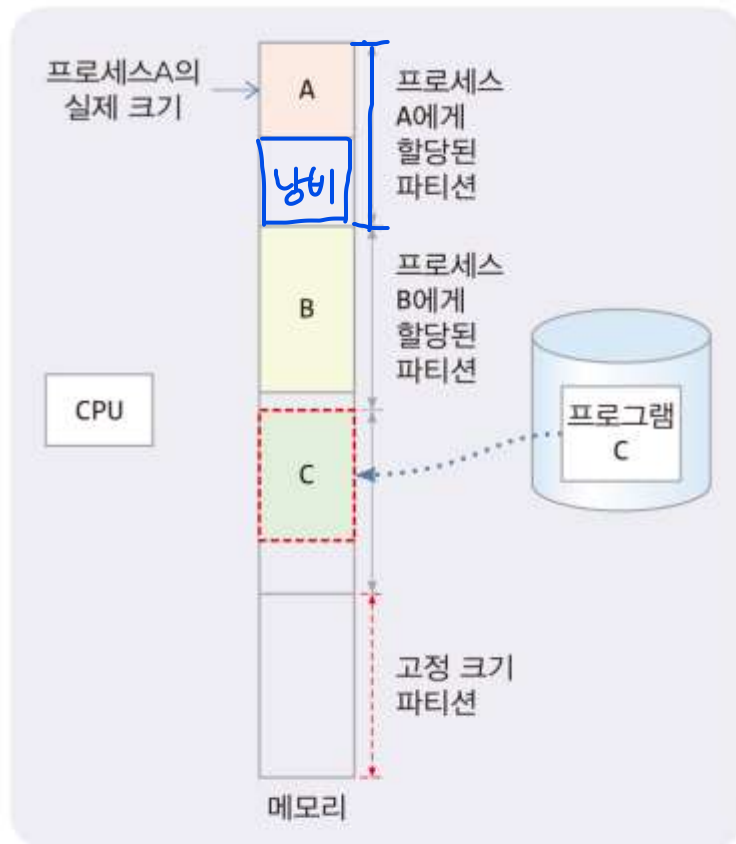 프로세스A의
실제 크기
A
낭비
프로세스
A에게
할당된
파티션
B
프로세스
B에게
할당된
파티션
CPU
C
프로그램
C
고정 크기
파티션
메모리